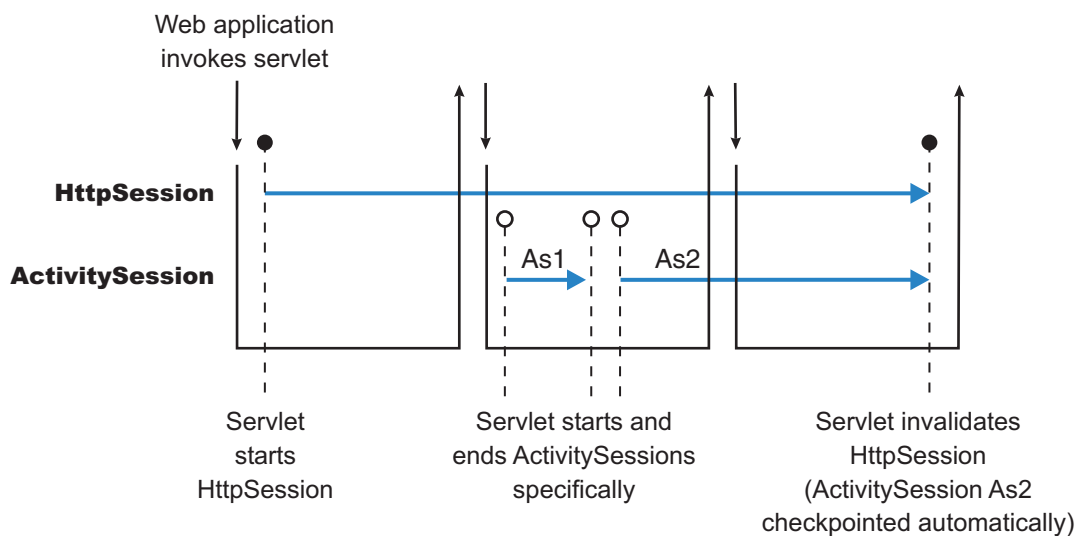 Web application
invokes servlet
HttpSession
As1
As2
ActivitySession
Servlet
starts
HttpSession
Servlet starts and
ends ActivitySessions
specifically
Servlet invalidates
HttpSession
(ActivitySession As2
checkpointed automatically)